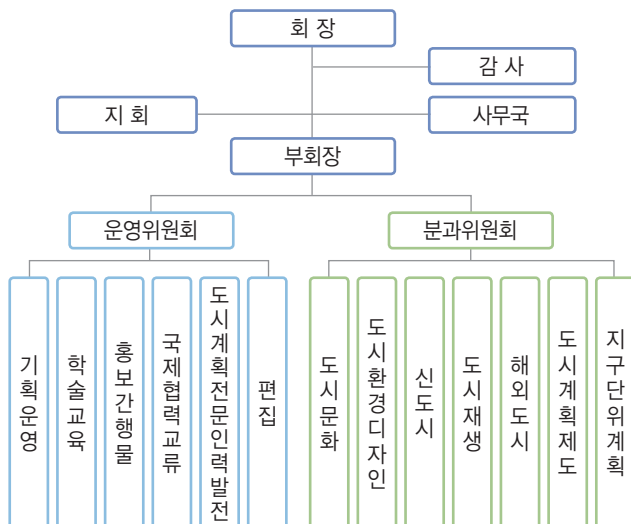 회 장
감 사
지 회
사무국
부회장
운영위원회
분과위원회
기획운영
학술교육
홍보간행물
국제협력교류
도시계획전문인력발전
편집
도시문화
도시환경디자인
신도시
도시재생
해외도시
도시계획제도
지구단위계획